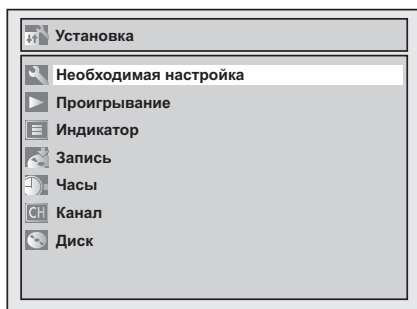 Установка
Необходимая настройка
Проигрывание
Индикатор
Запись
Часы
CH Канал
Диск